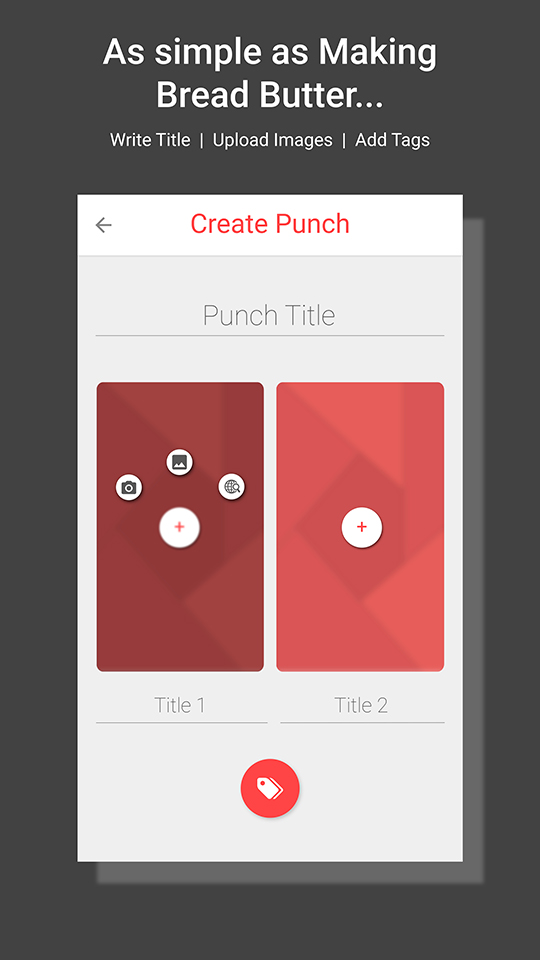 As simple as Making
Bread Butter...
Write Title | Upload Images | Add Tags
Create Punch
Punch Title
Title 1
Title 2